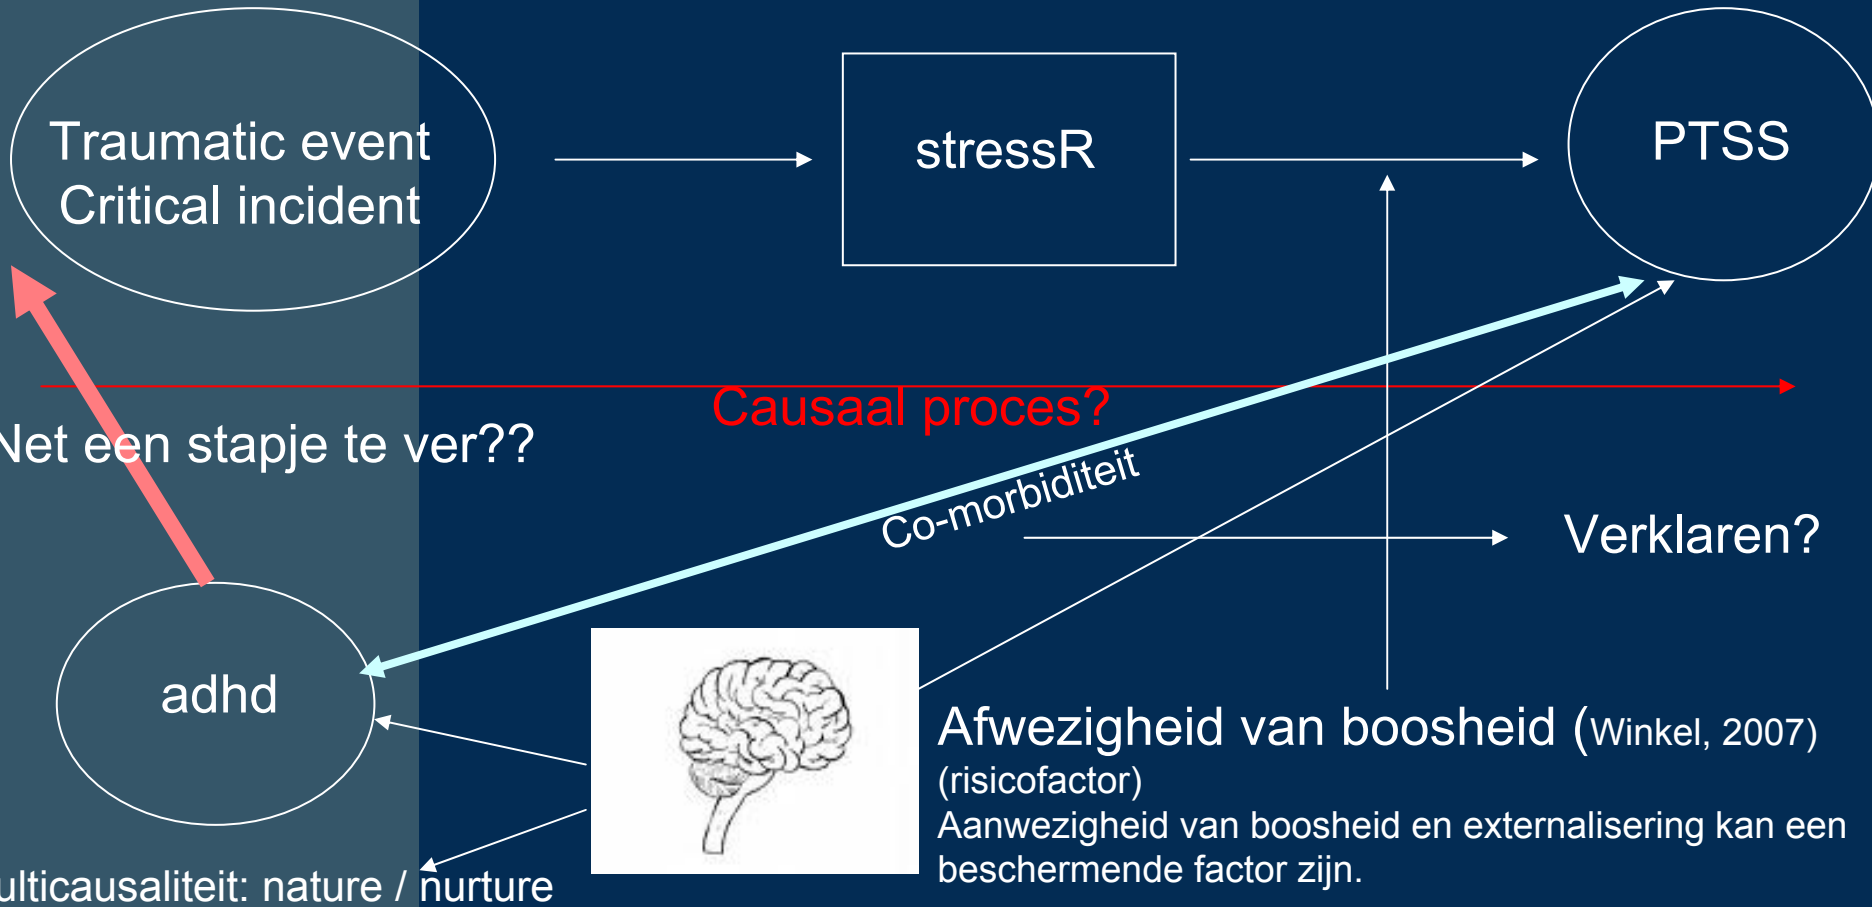 Traumatic event
Critical incident
stressR
PTSS
Causaal proces?
Net een stapje te ver??
Co-morbiditeit
Verklaren?
adhd
Afwezigheid van boosheid (Winkel, 2007)
(risicofactor)
Aanwezigheid van boosheid en externalisering kan een
beschermende factor zijn.
ulticausaliteit: nature / nurture